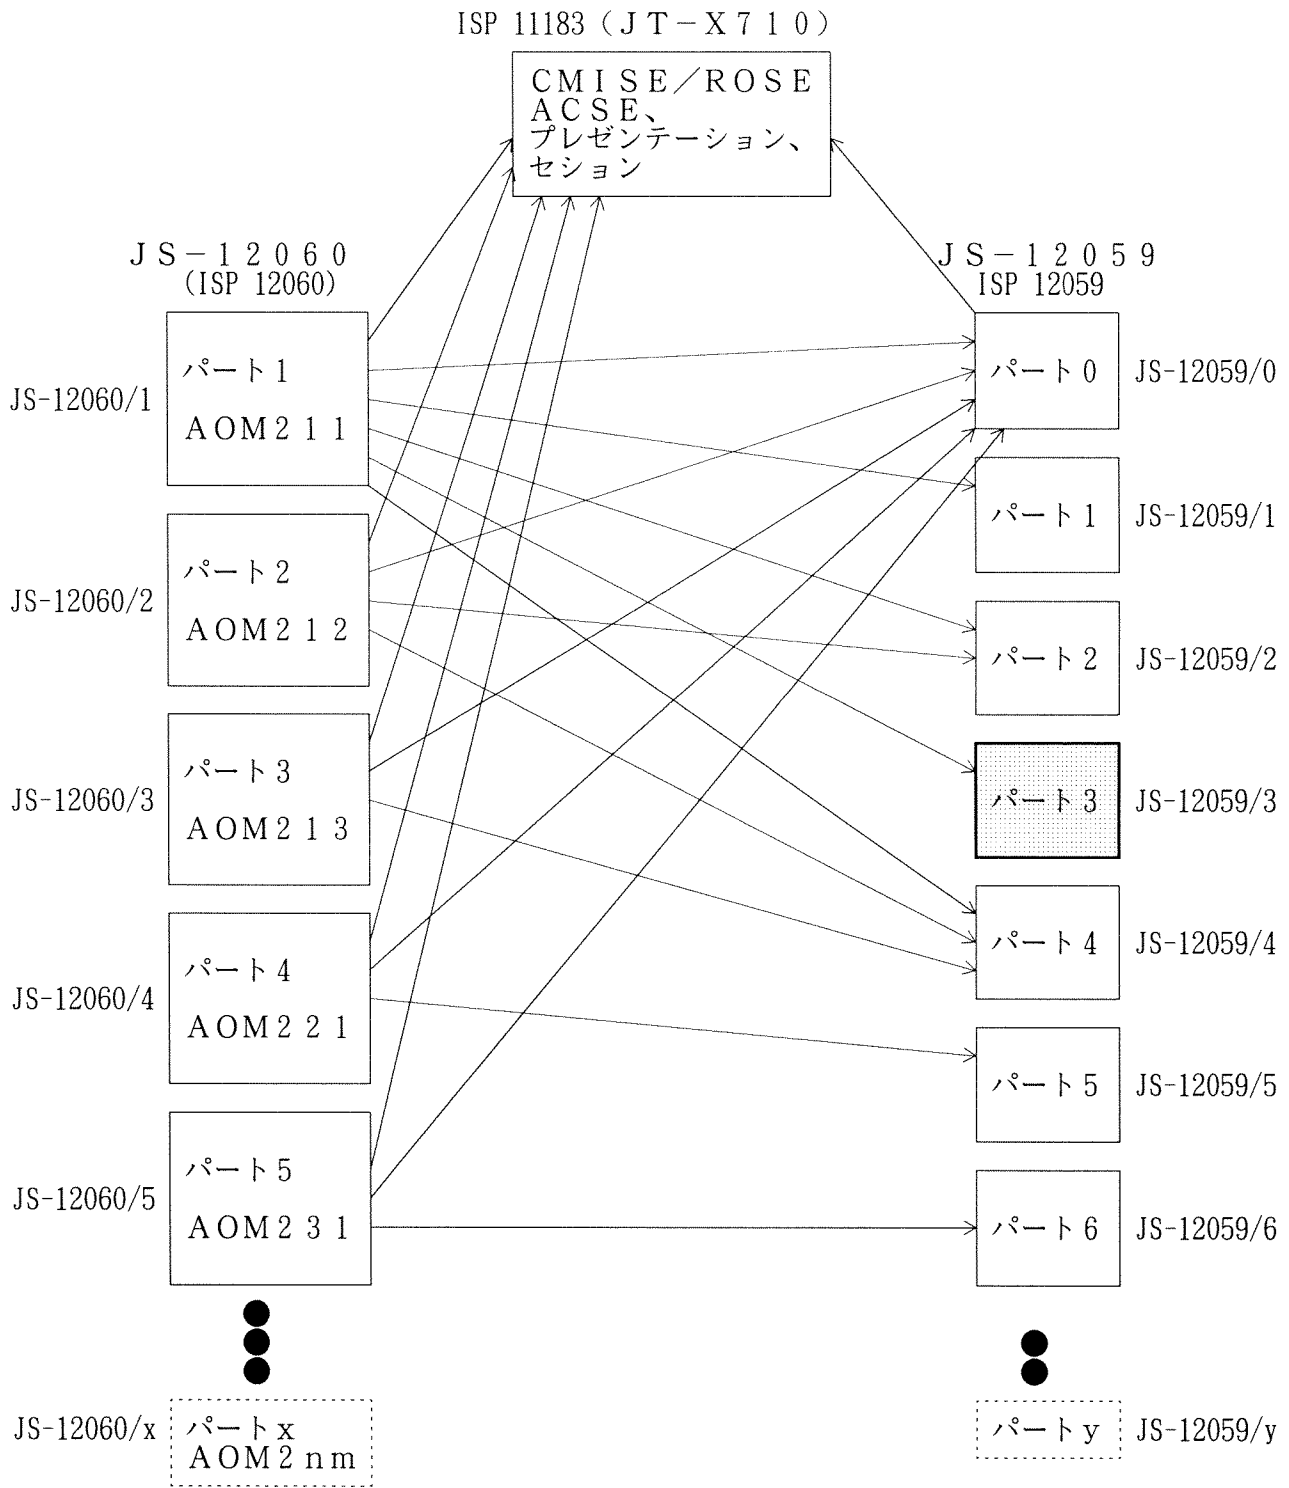 ISP 11183（ＪＴ－Ｘ７１０）
ＣＭＩＳＥ／ＲＯＳＥ
ＡＣＳＥ、
プレゼンテーション、
セション
ＪＳ－１２０６０
(ISP 12060)
ＪＳ－１２０５９
ISP 12059
JS-12060/1
パート１
ＡＯＭ２１１
JS-12060/2
パート２
ＡＯＭ２１２
JS-12060/3
パート３
ＡＯＭ２１３
JS-12060/4
パート４
ＡＯＭ２２１
JS-12060/5
パート５
ＡＯＭ２３１
JS-12060/x
パートｘ
ＡＯＭ２ｎｍ
パート０
JS-12059/0
パート１
JS-12059/1
パート２
JS-12059/2
パート３
JS-12059/3
パート４
JS-12059/4
パート５
JS-12059/5
パート６
JS-12059/6
パートｙ
JS-12059/y